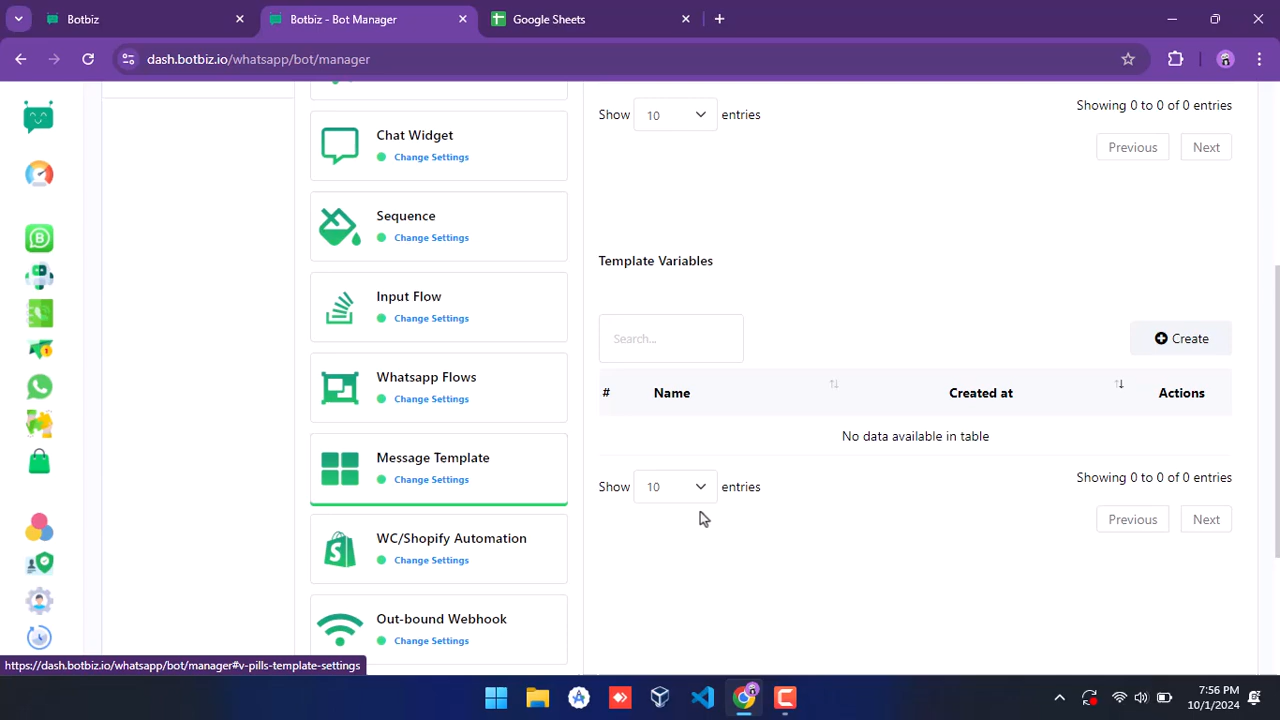 Botbiz
Botbiz - Bot Manager
Google Sheets
dash.botbiz.io/whatsapp/bot/manager
Chat Widget
Change Settings
Sequence
Change Settings
Input Flow
Change Settings
Whatsapp Flows
Change Settings
Message Template
Change Settings
WC/Shopify Automation
Change Settings
Out-bound Webhook
Change Settings
Show 10 entries
Showing 0 to 0 of 0 entries
Previous Next
Template Variables
Search...
Create
# Name Created at Actions
No data available in table
Show 10 entries
Showing 0 to 0 of 0 entries
Previous Next
https://dash.botbiz.io/whatsapp/bot/manager#v-pills-template-settings
7:56 PM
10/1/2024